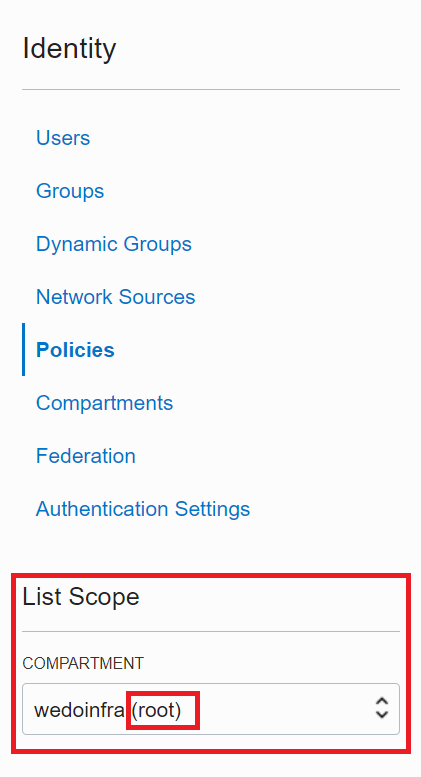 Identity
Users
Groups
Dynamic Groups
Network Sources
Policies
Compartments
Federation
Authentication Settings
List Scope
COMPARTMENT
wedoinfra (root)